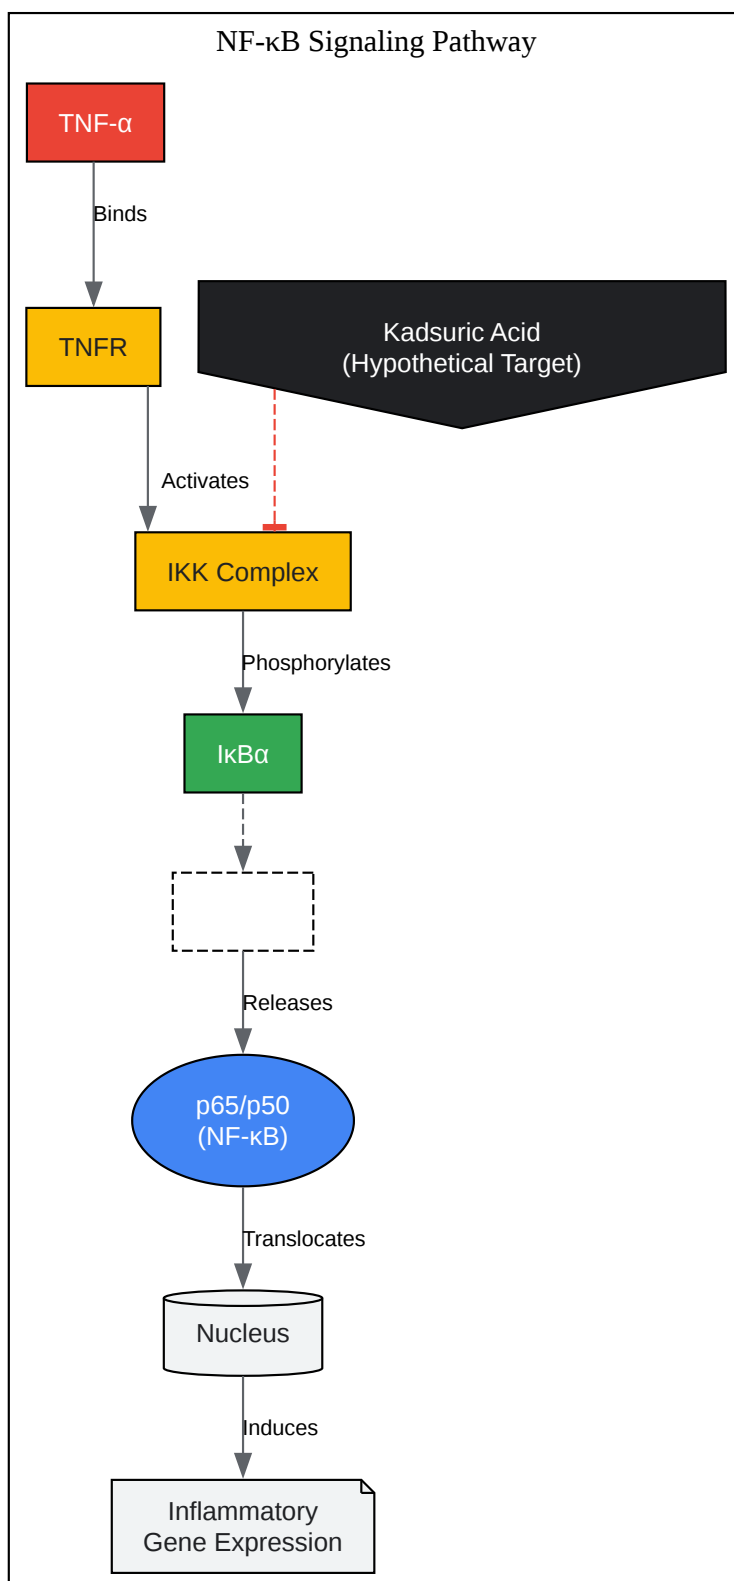 NF-κB Signaling Pathway
TNF-α
Binds
TNFR
Kadsuric Acid
(Hypothetical Target)
Activates
IKK Complex
Phosphorylates
IκBα
Releases
p65/p50
(NF-κB)
Translocates
Nucleus
Induces
Inflammatory
Gene Expression